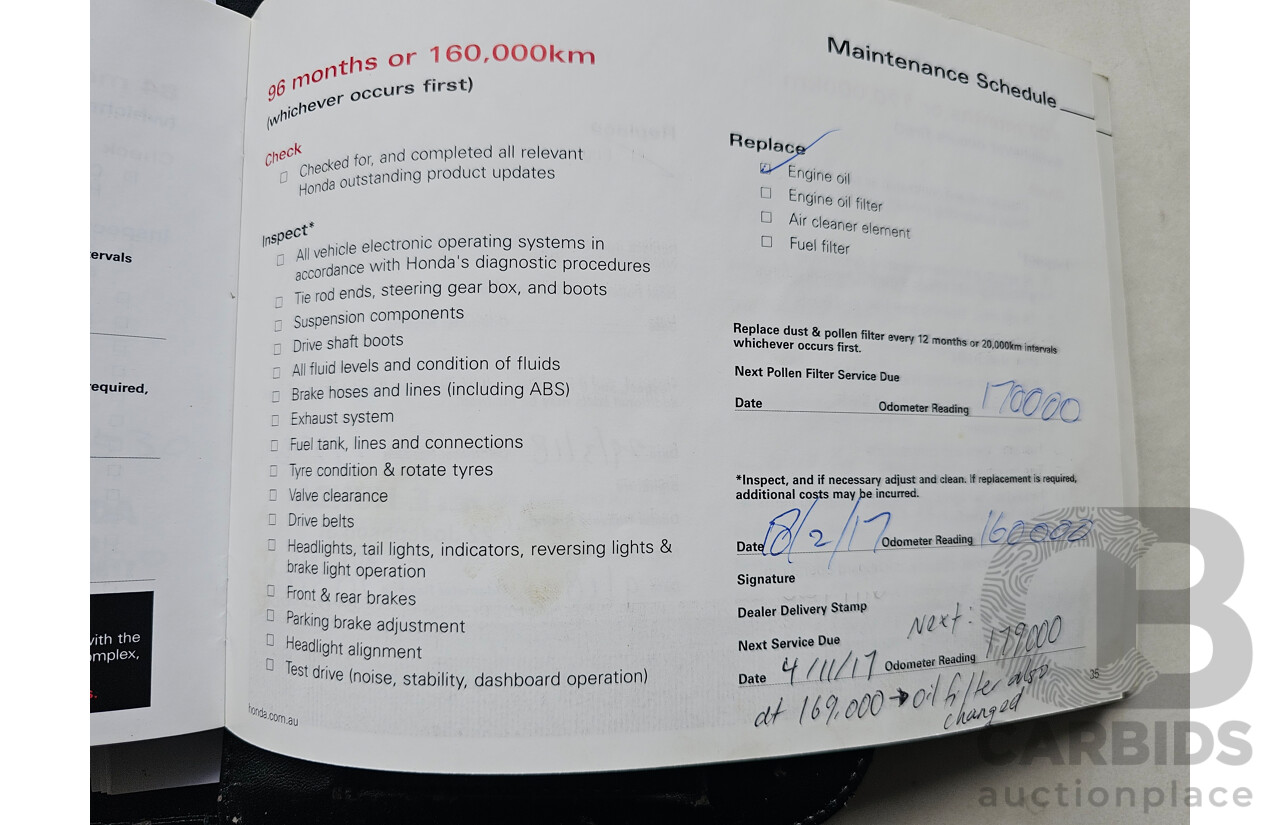 96 months or 160,000km
(whichever occurs first)
Check
Checked for, and completed all relevant
Honda outstanding product updates
Inspect*
All vehicle electronic operating systems in
accordance with Honda's diagnostic procedures
Tie rod ends, steering gear box, and boots
Suspension components
Drive shaft boots
All fluid levels and condition of fluids
Brake hoses and lines (including ABS)
Exhaust system
Fuel tank, lines and connections
Tyre condition & rotate tyres
Valve clearance
Drive belts
Headlights, tail lights, indicators, reversing lights &
brake light operation
Front & rear brakes
Parking brake adjustment
Headlight alignment
Test drive (noise, stability, dashboard operation)
honda.com.au
Maintenance Schedule
Replace
Engine oil
Engine oil filter
Air cleaner element
Fuel filter
Replace dust & pollen filter every 12 months or 20,000km intervals
whichever occurs first.
Next Pollen Filter Service Due
Date Odometer Reading 170000
*Inspect, and if necessary adjust and clean. If replacement is required,
additional costs may be incurred.
Date 18/2/17 Odometer Reading 160000
Signature
Dealer Delivery Stamp
Next:
Next Service Due
Date 4/11/17 Odometer Reading 179000
35
at 169,000 → oil filter also
changed
ervals
equired,
with the
omplex,
CARBIDS
auctionplace